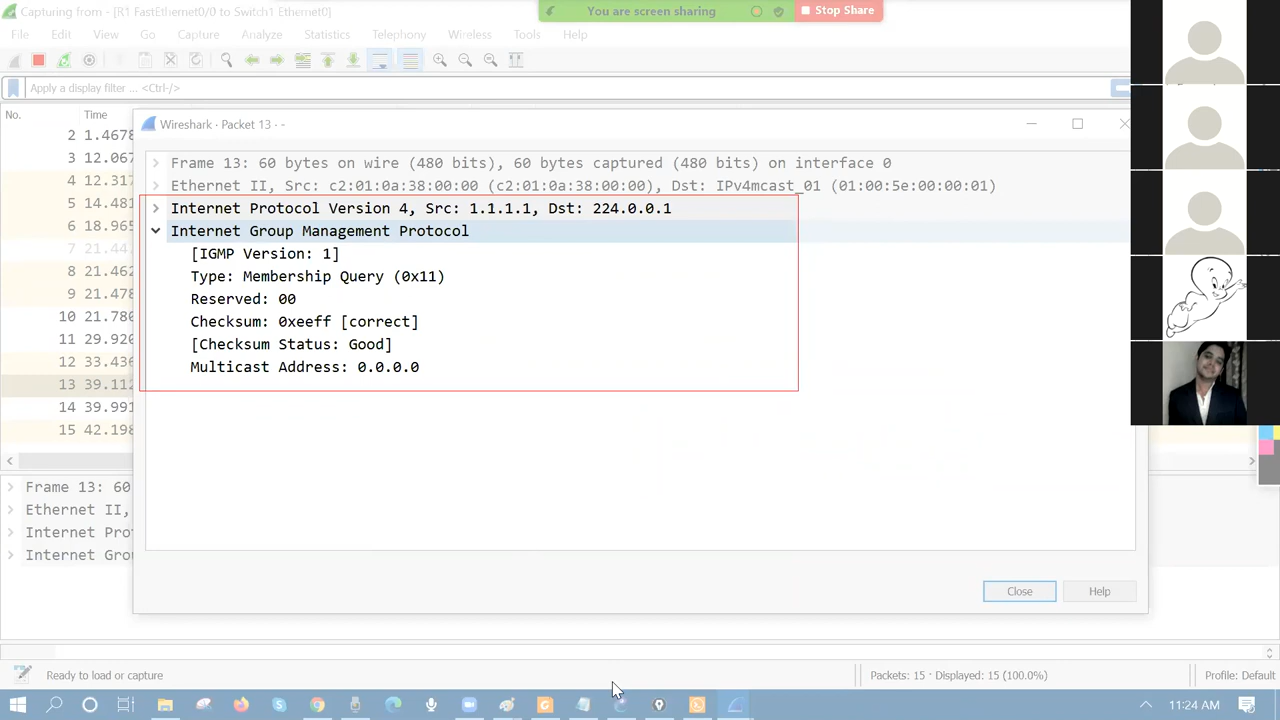 Capturing from - [R1 FastEthernet0/0 to Switch1 Ethernet0]
You are screen sharing
Stop Share
File Edit View Go Capture Analyze Statistics Telephony Wireless Tools Help
Apply a display filter ... <Ctrl-/>
No. Time
2 1.4678
3 12.067
4 12.317
5 14.481
6 18.965
7 21.44
8 21.462
9 21.478
10 21.780
11 29.920
12 33.436
13 39.112
14 39.991
15 42.198
Wireshark · Packet 13 · -
Frame 13: 60 bytes on wire (480 bits), 60 bytes captured (480 bits) on interface 0
Ethernet II, Src: c2:01:0a:38:00:00 (c2:01:0a:38:00:00), Dst: IPv4mcast_01 (01:00:5e:00:00:01)
Internet Protocol Version 4, Src: 1.1.1.1, Dst: 224.0.0.1
Internet Group Management Protocol
[IGMP Version: 1]
Type: Membership Query (0x11)
Reserved: 00
Checksum: 0xeeff [correct]
[Checksum Status: Good]
Multicast Address: 0.0.0.0
Frame 13: 60
Ethernet II,
Internet Pro
Internet Grou
Close
Help
Ready to load or capture
Packets: 15 · Displayed: 15 (100.0%)
Profile: Default
11:24 AM